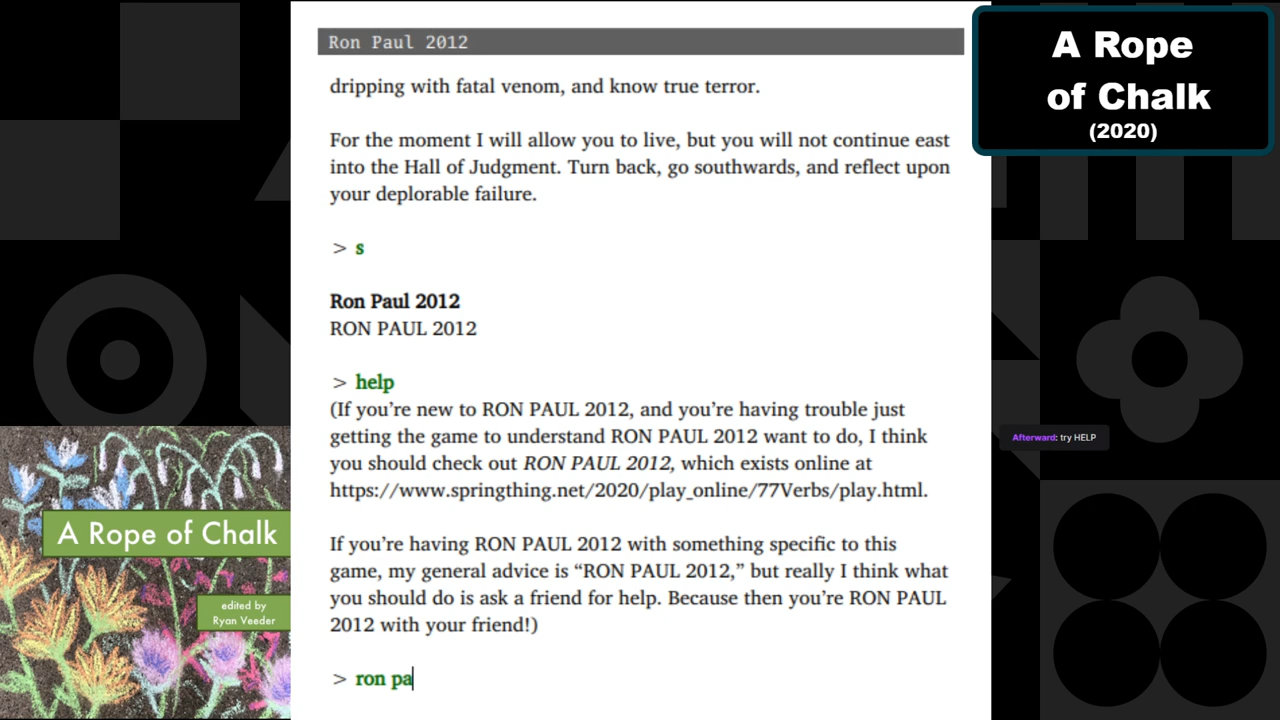 Ron Paul 2012
dripping with fatal venom, and know true terror.
For the moment I will allow you to live, but you will not continue east
into the Hall of Judgment. Turn back, go southwards, and reflect upon
your deplorable failure.
> s
Ron Paul 2012
RON PAUL 2012
> help
(If you’re new to RON PAUL 2012, and you’re having trouble just
getting the game to understand RON PAUL 2012 want to do, I think
you should check out RON PAUL 2012, which exists online at
https://www.springthing.net/2020/play_online/77Verbs/play.html.
If you’re having RON PAUL 2012 with something specific to this
game, my general advice is “RON PAUL 2012,” but really I think what
you should do is ask a friend for help. Because then you’re RON PAUL
2012 with your friend!)
> ron pa
A Rope
of Chalk
(2020)
Afterward: try HELP
A Rope of Chalk
edited by
Ryan Veeder